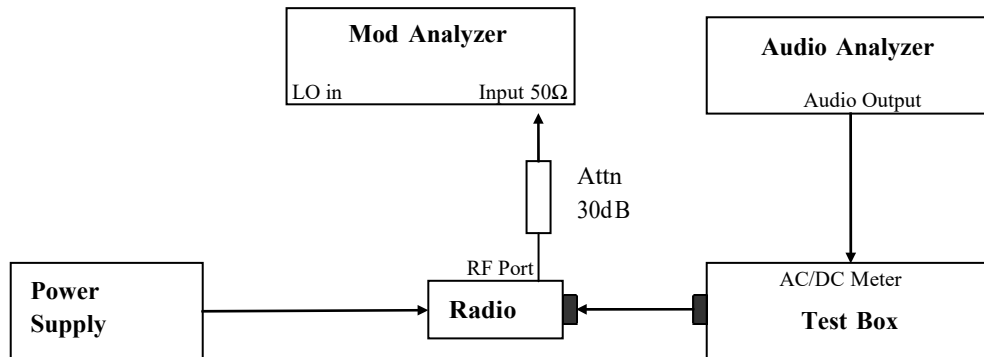 Mod Analyzer
LO in
Input 50Ω
Audio Analyzer
Audio Output
Attn
30dB
RF Port
Power
Supply
Radio
AC/DC Meter
Test Box